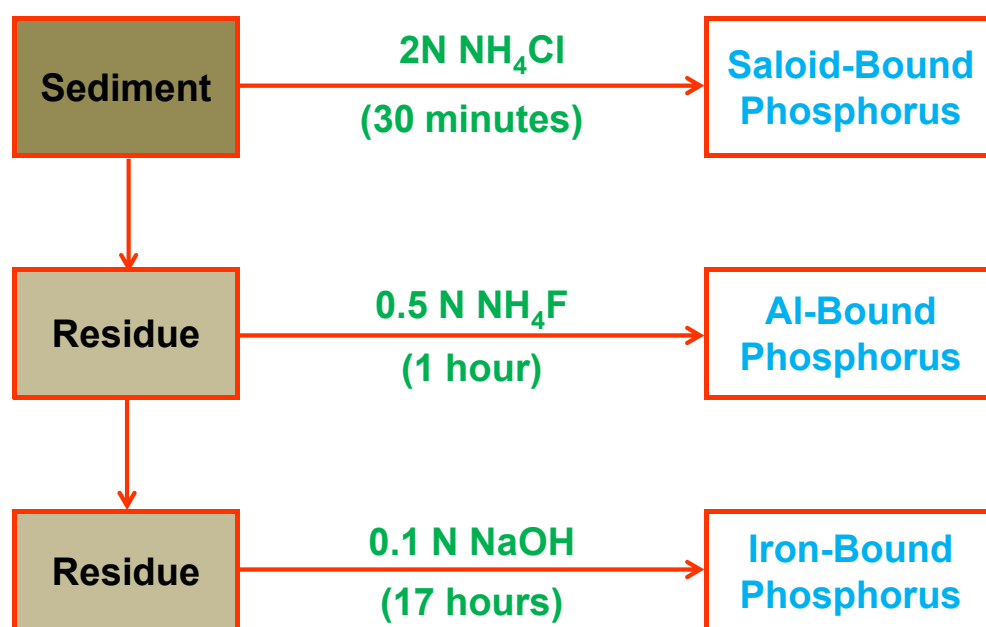 Sediment
2N NH₄Cl
(30 minutes)
Saloid-Bound
Phosphorus
Residue
0.5 N NH₄F
(1 hour)
Al-Bound
Phosphorus
Residue
0.1 N NaOH
(17 hours)
Iron-Bound
Phosphorus